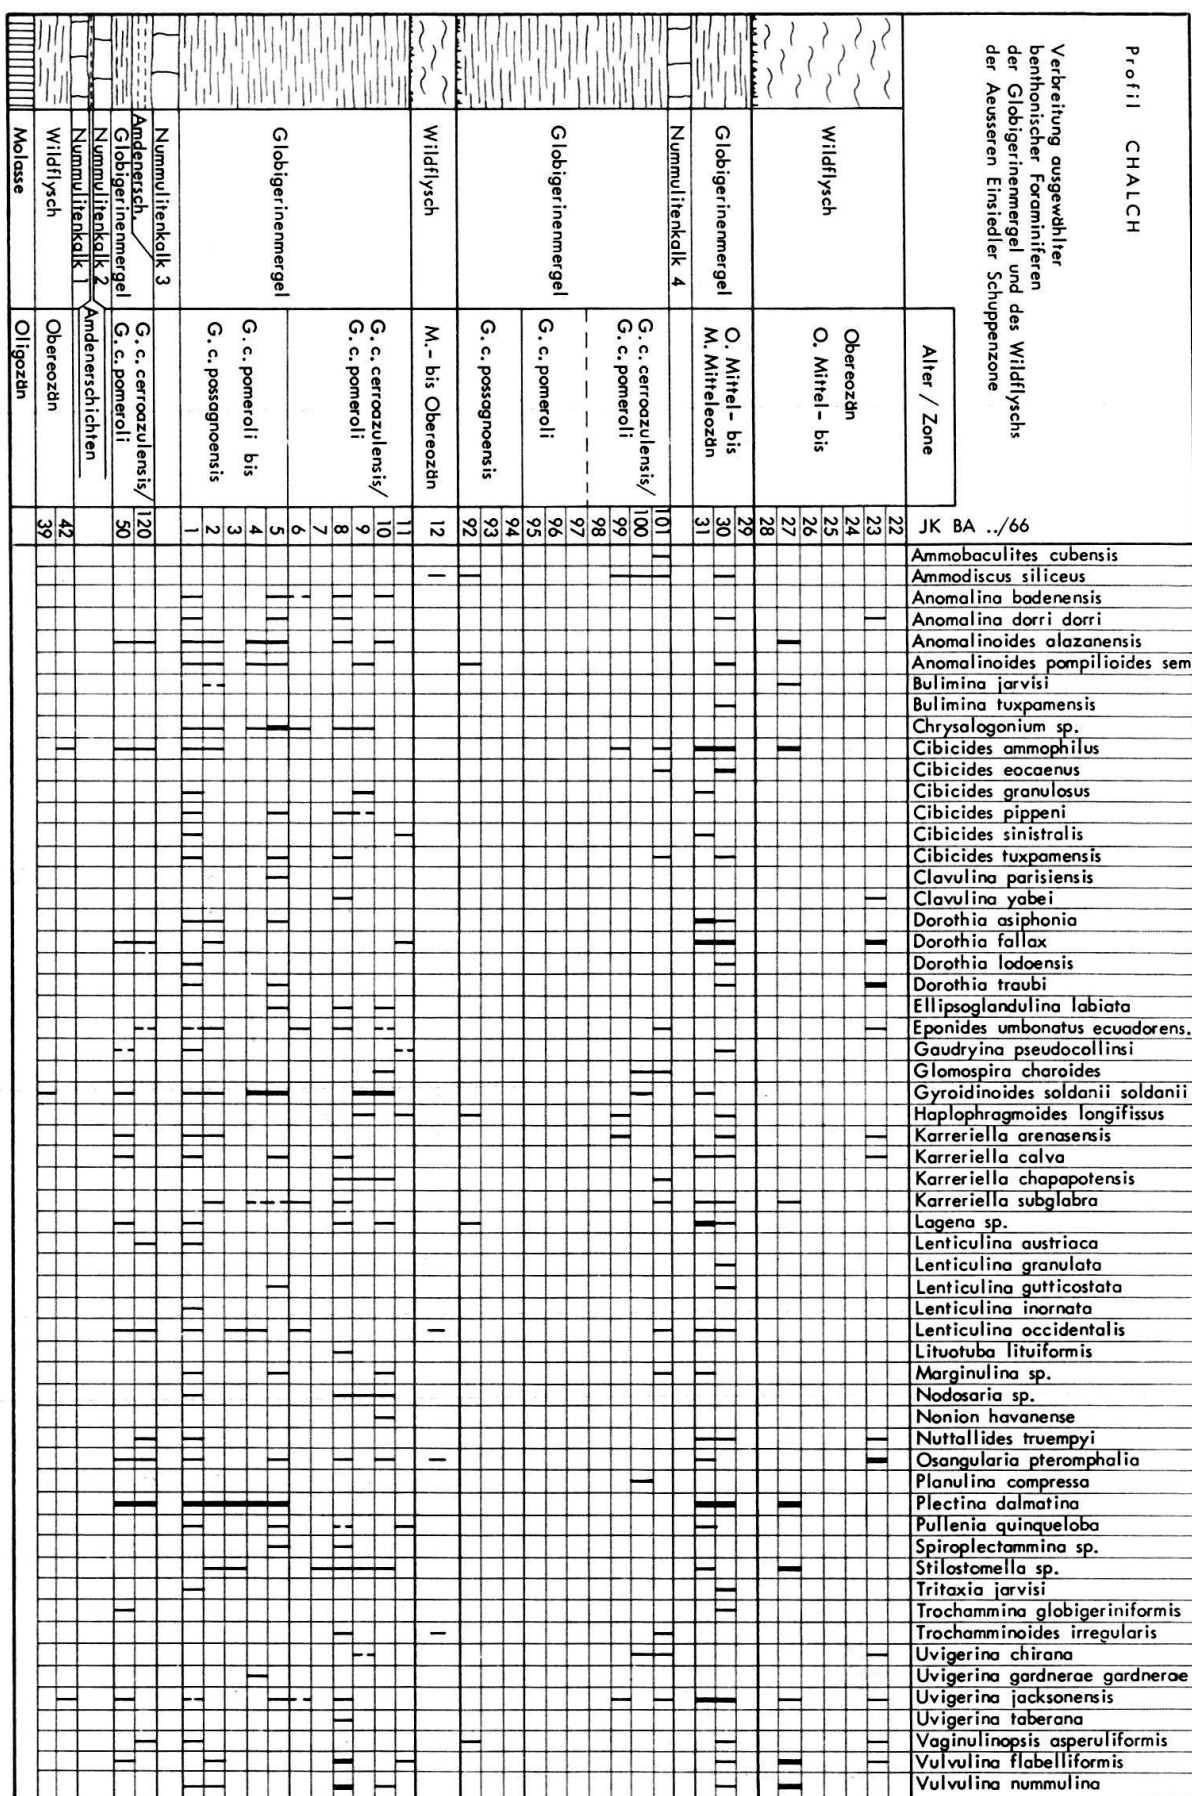 Profil CHALCH
Verbreitung ausgewählter
benthonischer Foraminiferen
der Globigerinenmergel und des Wildflyschs
der Aeusseren Einsiedler Schuppenzone
Alter / Zone
JK BA ../66
Wildflysch
Globigerinenmergel
Nummulitenkalk 4
Globigerinenmergel
Wildflysch
Globigerinenmergel
Nummulitenkalk 3
Amdenersch.
Globigerinenmergel
Nummulitenkalk 2
Nummulitenkalk 1
Wildflysch
Molasse
Obereozän
O. Mittel- bis
O. Mittel- bis
M. Mitteleozän
G. c. cerroazulensis/
G. c. pomeroli
G. c. pomeroli
G. c. possagnoensis
M.- bis Obereozän
G. c. cerroazulensis/
G. c. pomeroli
G. c. pomeroli bis
G. c. possagnoensis
G. c. cerroazulensis/
G. c. pomeroli
Amdenerschichten
Obereozän
Oligozän
39 42 50 120 1 2 3 4 5 6 7 8 9 10 11 12 92 93 94 95 96 97 98 99 100 101 31 30 29 28 27 26 25 24 23 22
Ammobaculites cubensis
Ammodiscus siliceus
Anomalina badenensis
Anomalina dorri dorri
Anomalinoides alazanensis
Anomalinoides pompilioides sem
Bulimina jarvisi
Bulimina tuxpamensis
Chrysalogonium sp.
Cibicides ammophilus
Cibicides eocaenus
Cibicides granulosus
Cibicides pippeni
Cibicides sinistralis
Cibicides tuxpamensis
Clavulina parisiensis
Clavulina yabei
Dorothia asiphonia
Dorothia fallax
Dorothia lodoensis
Dorothia traubi
Ellipsoglandulina labiata
Eponides umbonatus ecuadorens.
Gaudryina pseudocollinsi
Glomospira charoides
Gyroidinoides soldanii soldanii
Haplophragmoides longifissus
Karreriella arenasensis
Karreriella calva
Karreriella chapapotensis
Karreriella subglabra
Lagena sp.
Lenticulina austriaca
Lenticulina granulata
Lenticulina gutticostata
Lenticulina inornata
Lenticulina occidentalis
Lituotuba lituiformis
Marginulina sp.
Nodosaria sp.
Nonion havanense
Nuttallides truempyi
Osangularia pteromphalia
Planulina compressa
Plectina dalmatina
Pullenia quinqueloba
Spiroplectammina sp.
Stilostomella sp.
Tritaxia jarvisi
Trochammina globigeriniformis
Trochamminoides irregularis
Uvigerina chirana
Uvigerina gardnerae gardnerae
Uvigerina jacksonensis
Uvigerina taberana
Vaginulinopsis asperuliformis
Vulvulina flabelliformis
Vulvulina nummulina